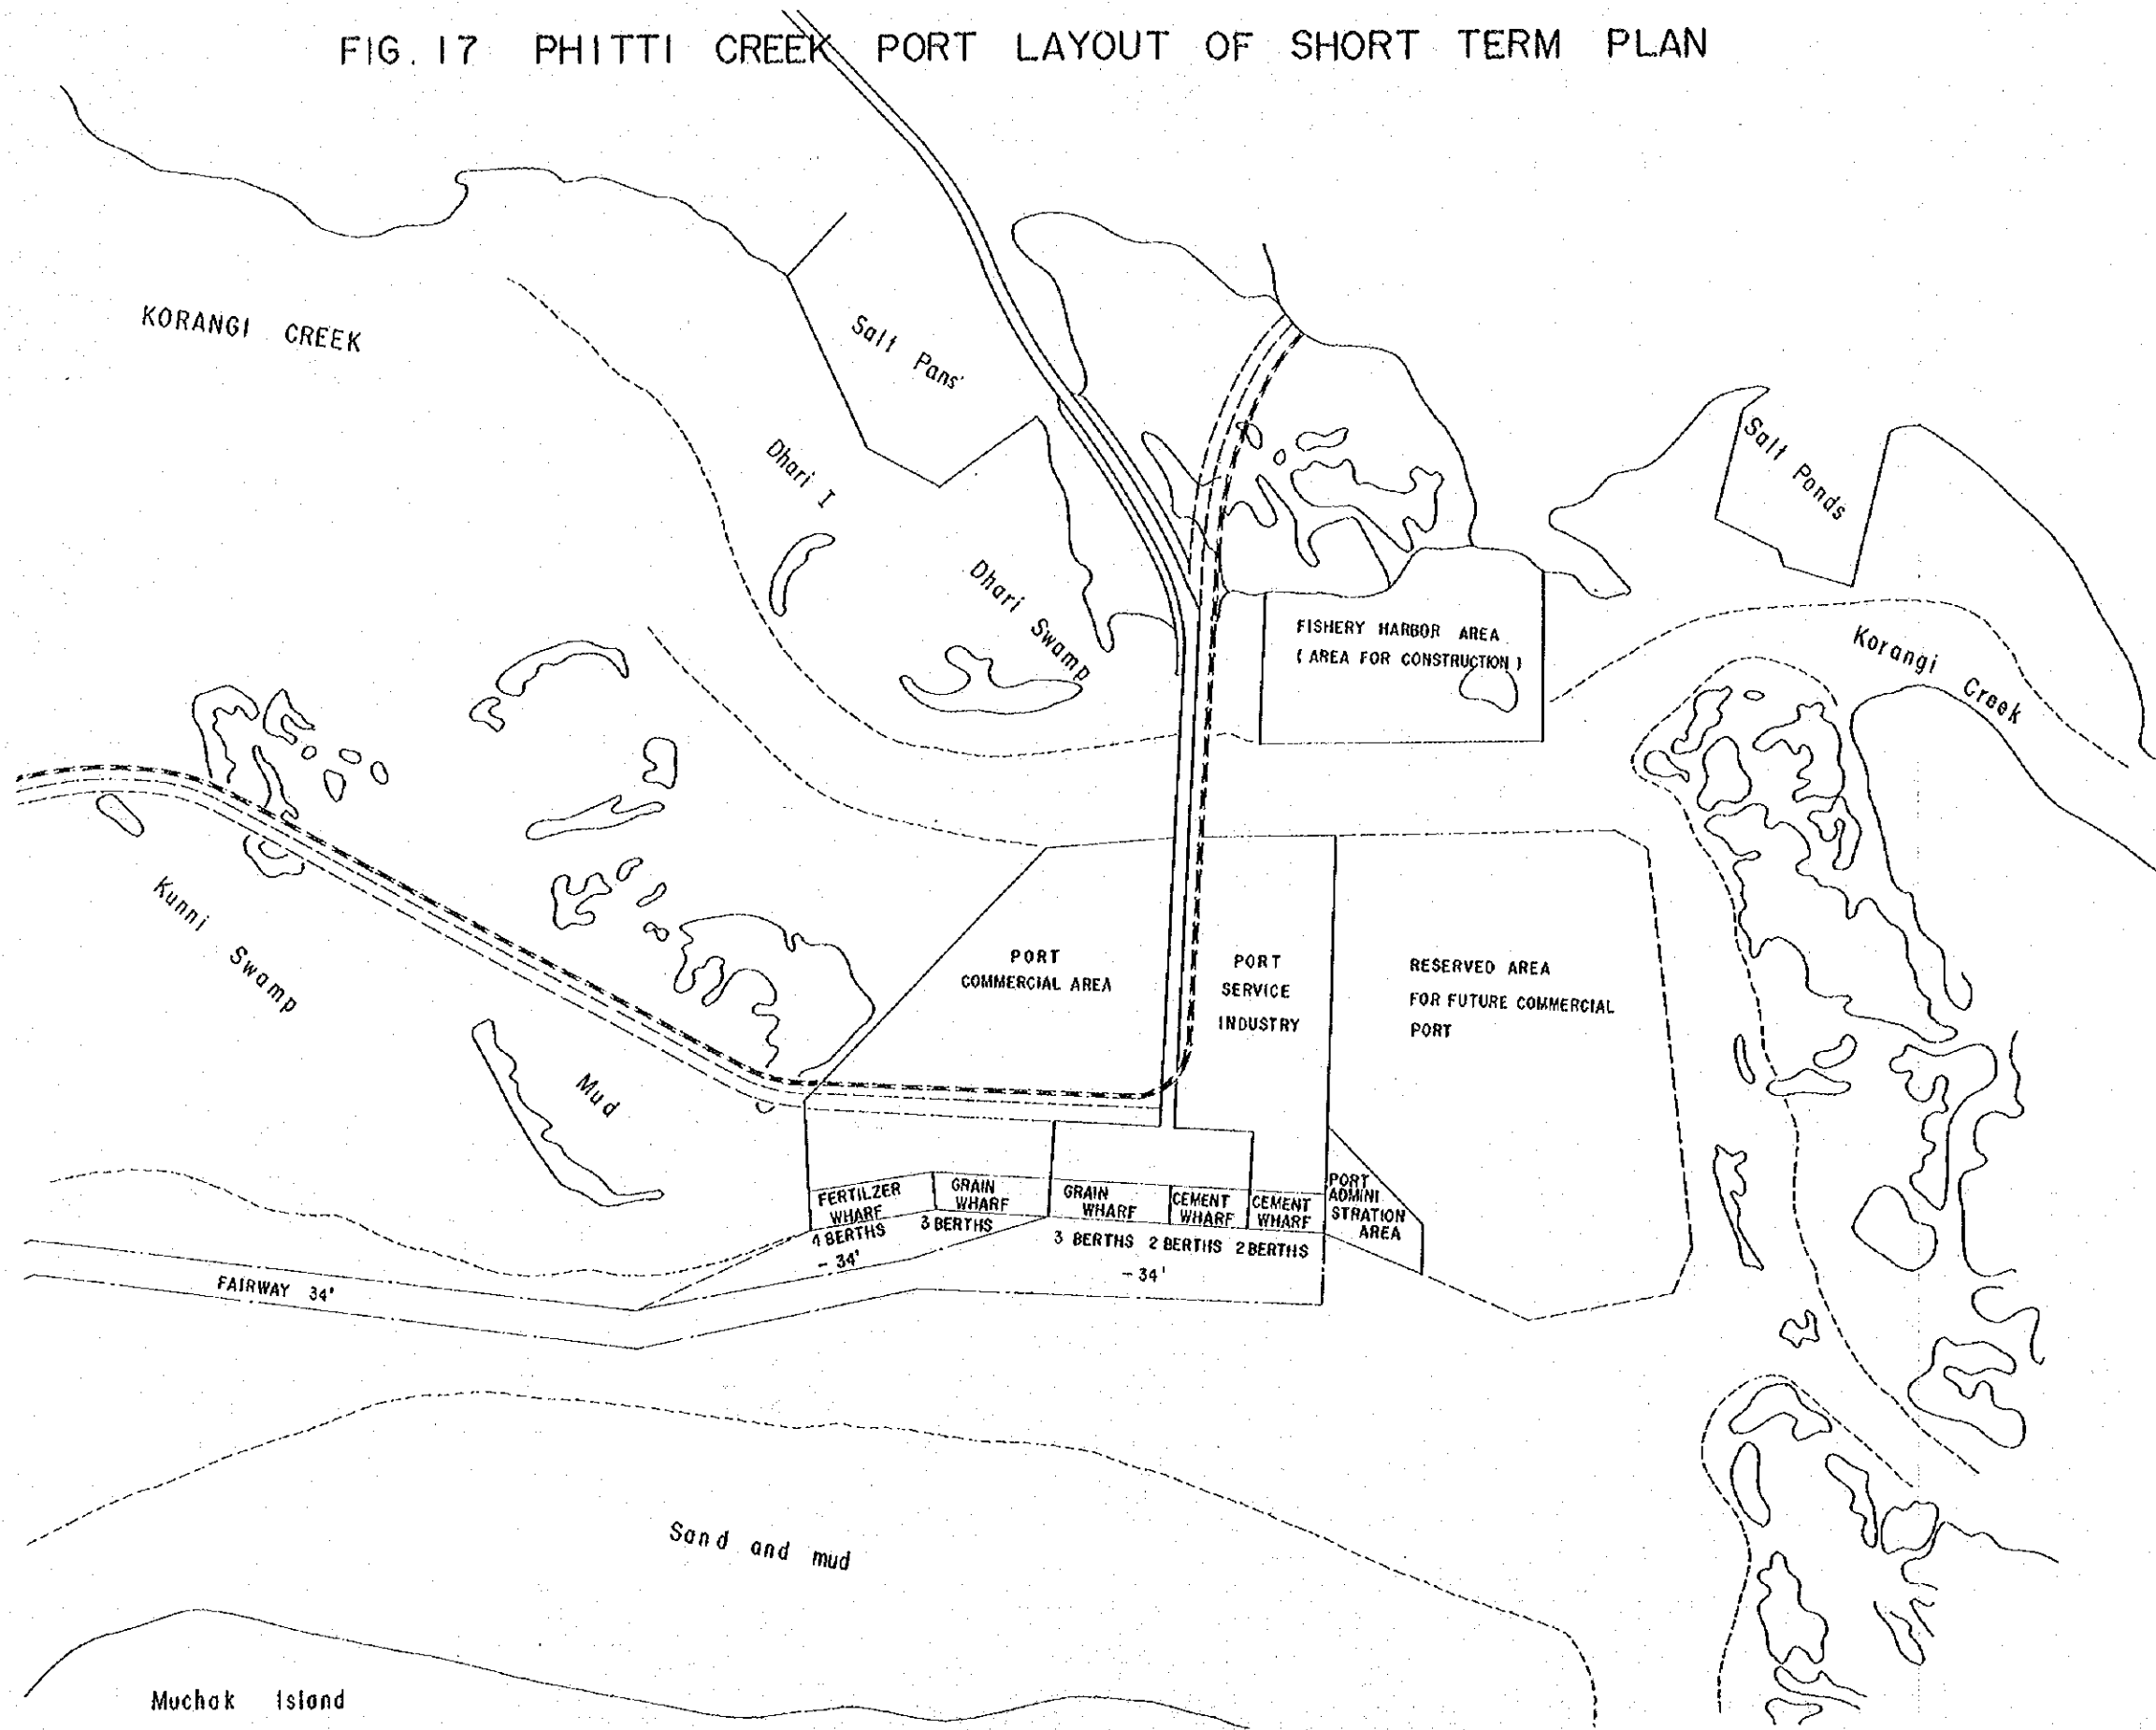 FIG. 17 PHITTI CREEK PORT LAYOUT OF SHORT TERM PLAN
KORANGI CREEK
Salt Pans
Salt Ponds
Dhari I
Dhari Swamp
FISHERY HARBOR AREA
( AREA FOR CONSTRUCTION )
Korangi Creek
Kunni Swamp
PORT
COMMERCIAL AREA
PORT
SERVICE
INDUSTRY
RESERVED AREA
FOR FUTURE COMMERCIAL
PORT
Mud
FERTILZER
WHARF
GRAIN
WHARF
GRAIN
WHARF
CEMENT
WHARF
CEMENT
WHARF
PORT
ADMINI
STRATION
AREA
4 BERTHS
3 BERTHS
3 BERTHS
2 BERTHS
2 BERTHS
- 34'
- 34'
FAIRWAY 34'
Sand and mud
Muchak Island